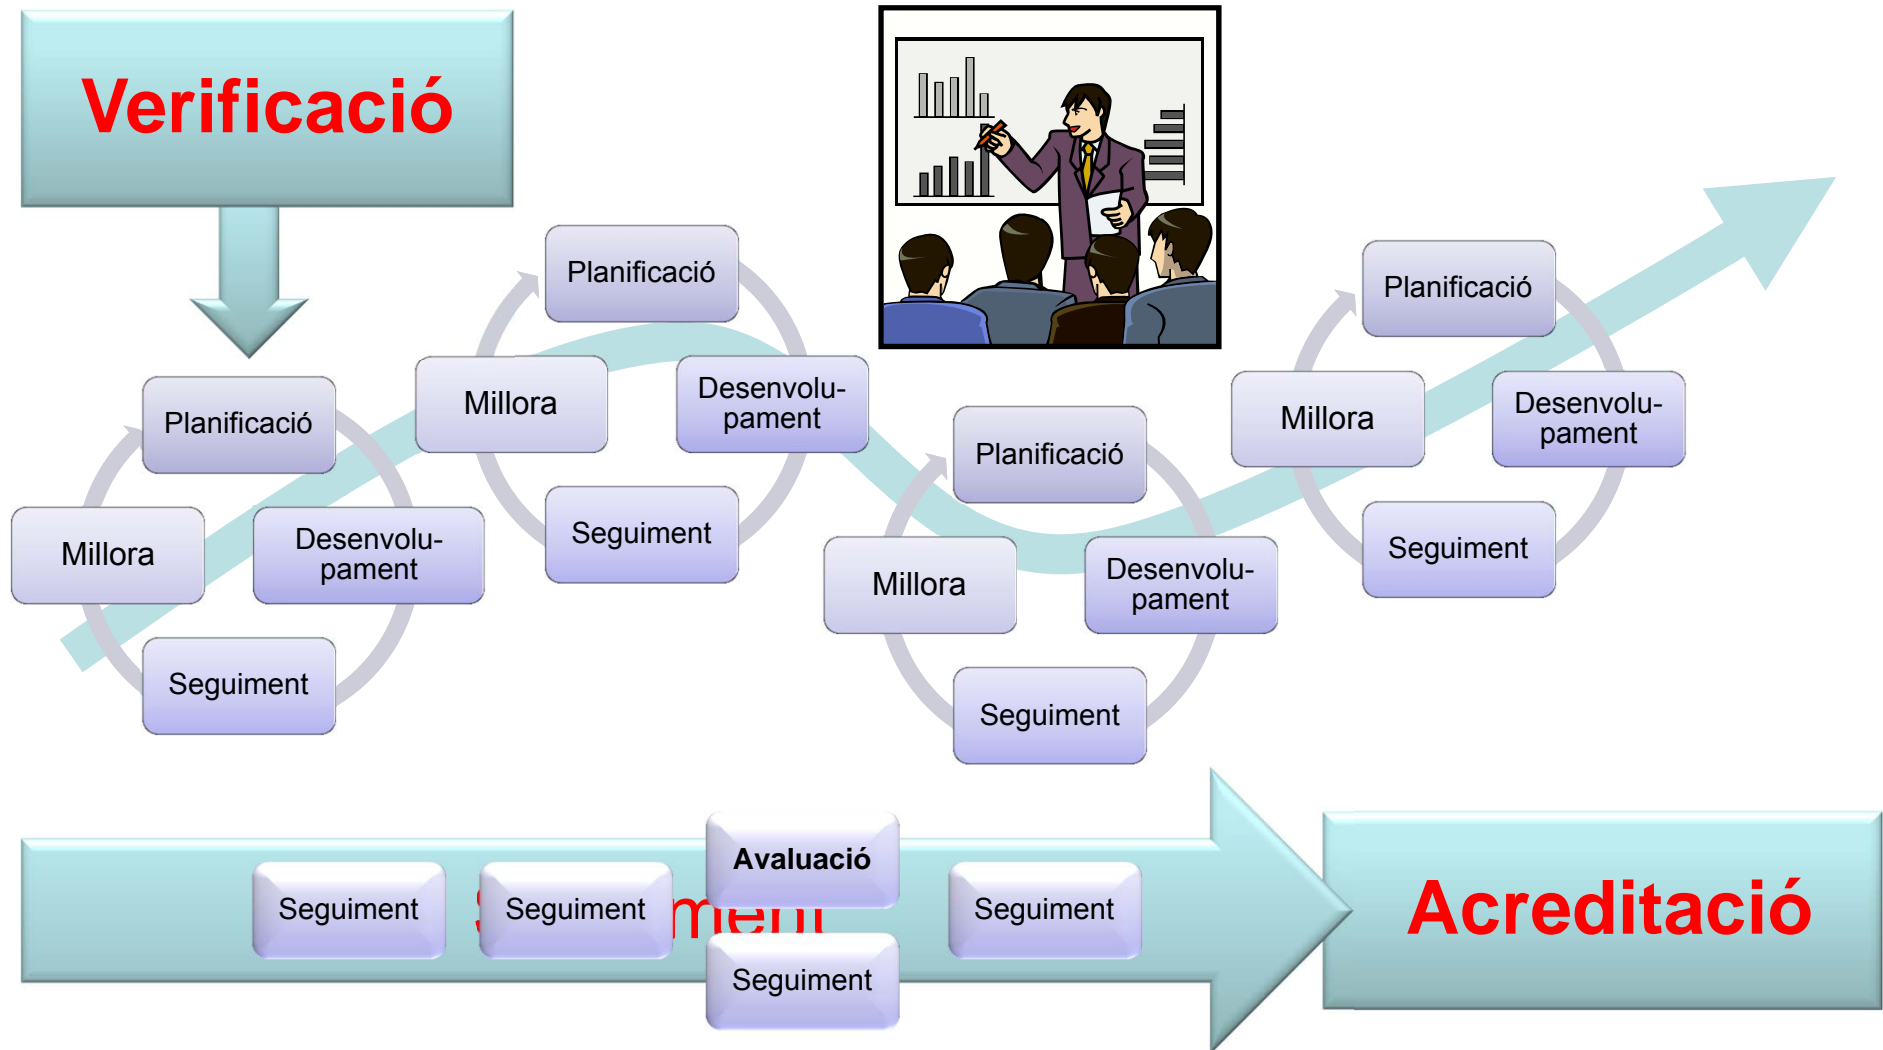 Verificació
Planificació
Millora
Desenvolu-
pament
Seguiment
Planificació
Millora
Desenvolu-
pament
Seguiment
Planificació
Millora
Desenvolu-
pament
Seguiment
Planificació
Millora
Desenvolu-
pament
Seguiment
Seguiment
Seguiment
Avaluació
Seguiment
Seguiment
Acreditació